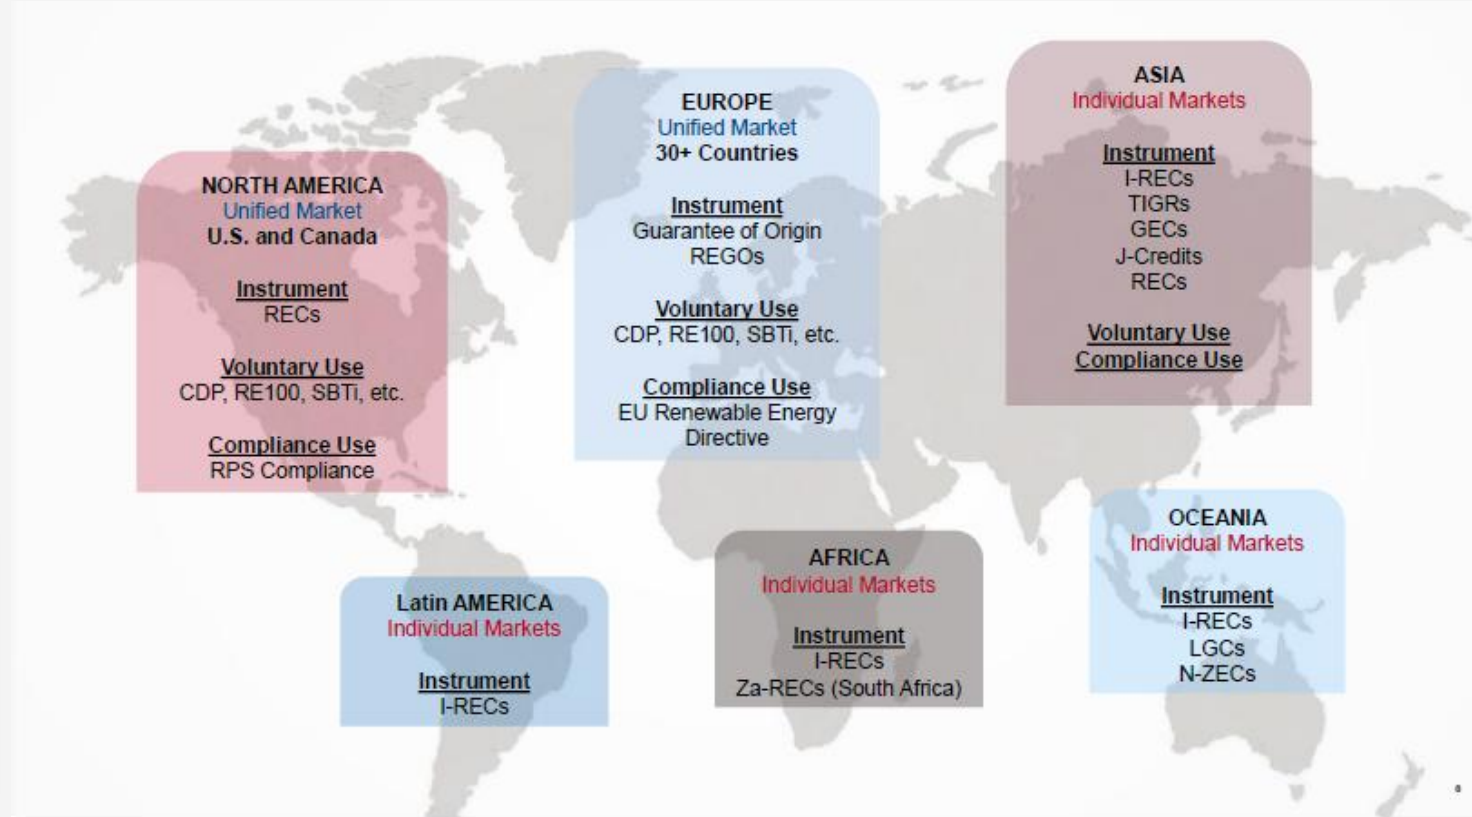 NORTH AMERICA
Unified Market
U.S. and Canada
Instrument
RECs
Voluntary Use
CDP, RE100, SBTi, etc.
Compliance Use
RPS Compliance
EUROPE
Unified Market
30+ Countries
Instrument
Guarantee of Origin
REGOs
Voluntary Use
CDP, RE100, SBTi, etc.
Compliance Use
EU Renewable Energy
Directive
ASIA
Individual Markets
Instrument
I-RECs
TIGRs
GECs
J-Credits
RECs
Voluntary Use
Compliance Use
Latin AMERICA
Individual Markets
Instrument
I-RECs
AFRICA
Individual Markets
Instrument
I-RECs
Za-RECs (South Africa)
OCEANIA
Individual Markets
Instrument
I-RECs
LGCs
N-ZECs